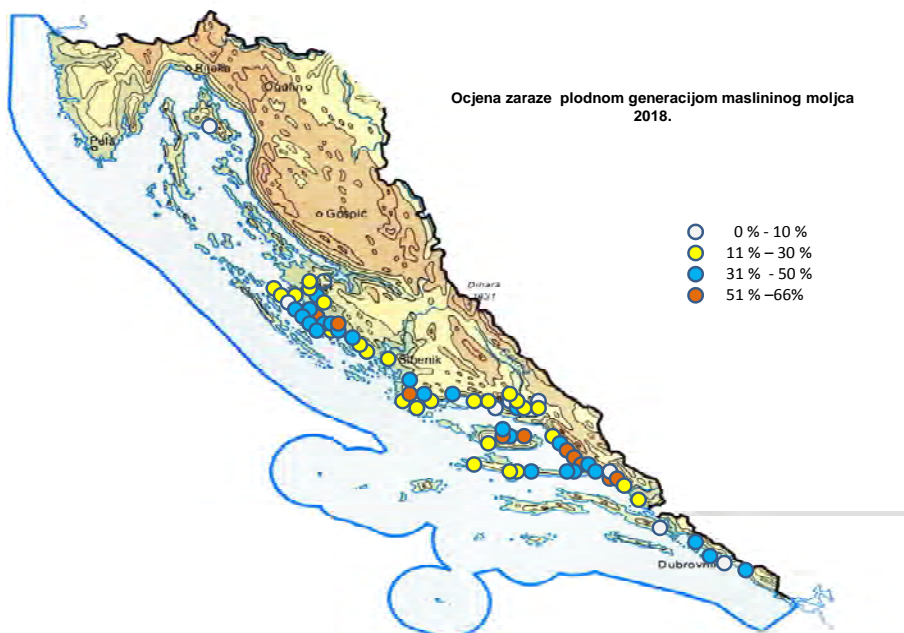 Ocjena zaraze plodnom generacijom maslininog moljca
2018.
Rijeka
Ogulin
Pula
Gospić
0 % - 10 %
11 % – 30 %
31 % - 50 %
51 % –66%
Dinara
1831
Šibenik
Dubrovnik